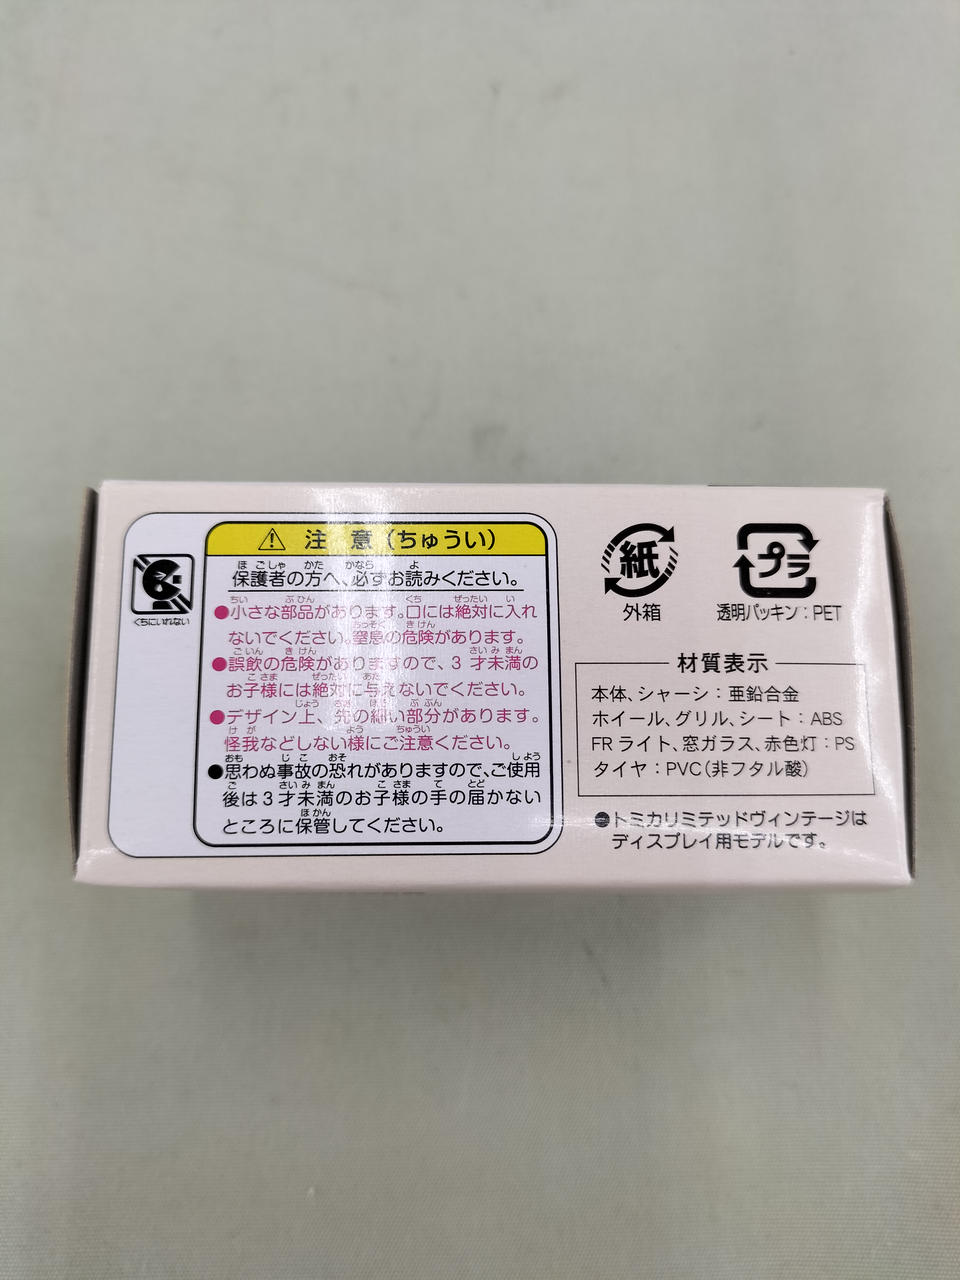 くちにいれない
⚠ 注 意 (ちゅうい)
保護者の方へ、必ずお読みください。
●小さな部品があります。口には絶対に入れ
ないでください。窒息の危険があります。
●誤飲の危険がありますので、3才未満の
お子様には絶対に与えないでください。
●デザイン上、先の細い部分があります。
怪我などしない様にご注意ください。
●思わぬ事故の恐れがありますので、ご使用
後は3才未満のお子様の手の届かない
ところに保管してください。
紙
外箱
プラ
透明パッキン:PET
材質表示
本体、シャーシ:亜鉛合金
ホイール、グリル、シート:ABS
FRライト、窓ガラス、赤色灯:PS
タイヤ:PVC(非フタル酸)
●トミカリミテッドヴィンテージは
ディスプレイ用モデルです。